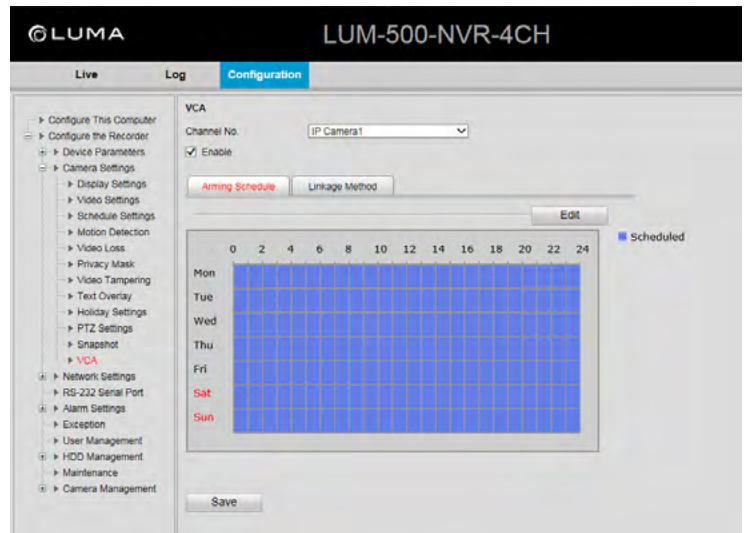 LUMA
LUM-500-NVR-4CH
Live Log Configuration
Configure This Computer
Configure the Recorder
Device Parameters
Camera Settings
Display Settings
Video Settings
Schedule Settings
Motion Detection
Video Loss
Privacy Mask
Video Tampering
Text Overlay
Holiday Settings
PTZ Settings
Snapshot
VCA
Network Settings
RS-232 Serial Port
Alarm Settings
Exception
User Management
HDD Management
Maintenance
Camera Management
VCA
Channel No. IP Camera1
Enable
Arming Schedule Linkage Method
Edit
Scheduled
0 2 4 6 8 10 12 14 16 18 20 22 24
Mon
Tue
Wed
Thu
Fri
Sat
Sun
Save